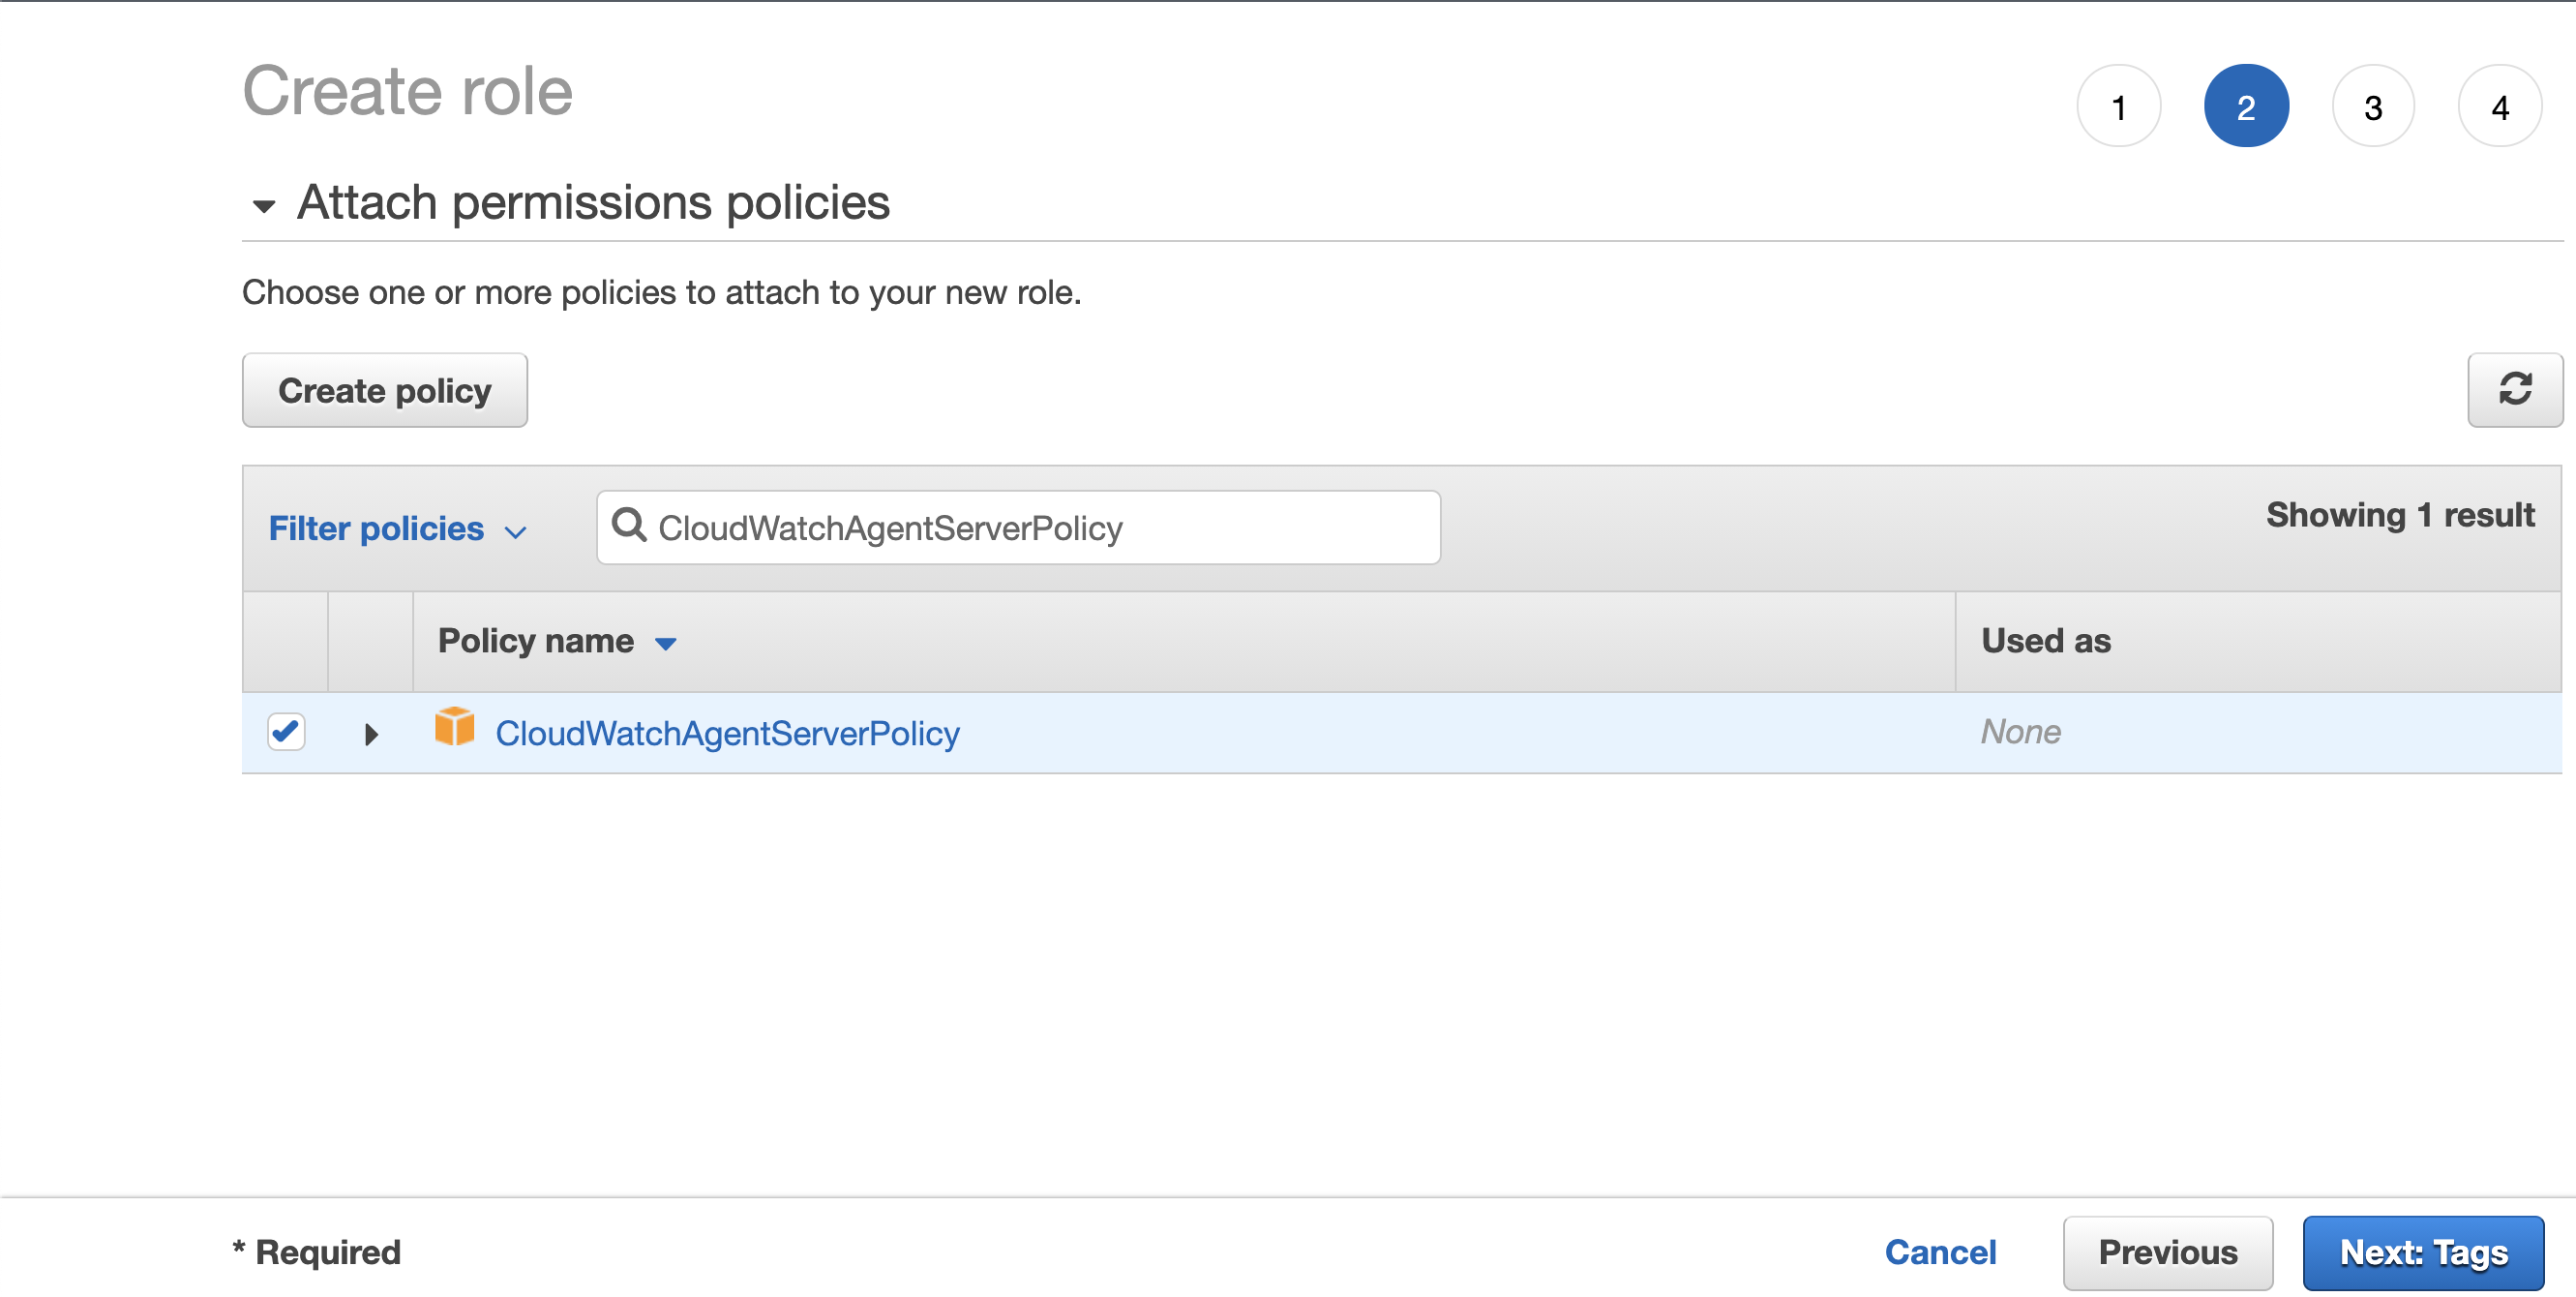 Create role
1 2 3 4
Attach permissions policies
Choose one or more policies to attach to your new role.
Create policy
Filter policies CloudWatchAgentServerPolicy Showing 1 result
Policy name Used as
CloudWatchAgentServerPolicy None
* Required Cancel Previous Next: Tags